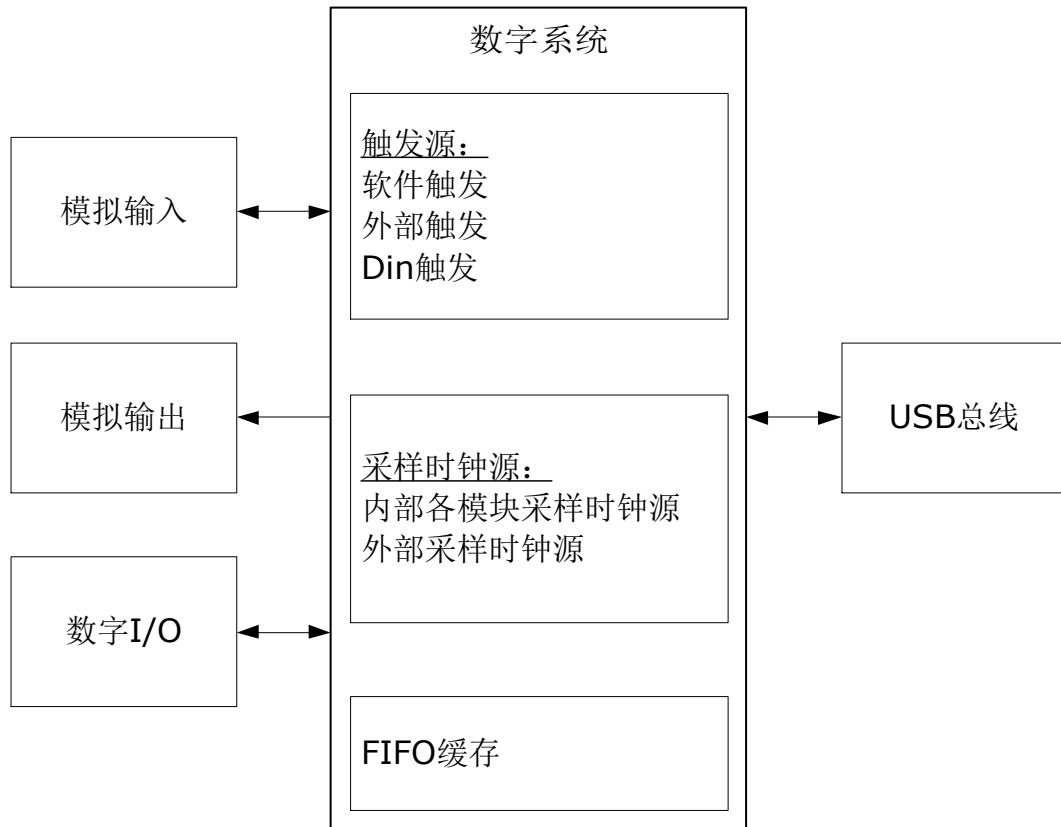 数字系统
触发源：
软件触发
外部触发
Din触发
模拟输入
模拟输出
采样时钟源：
内部各模块采样时钟源
外部采样时钟源
USB总线
数字I/O
FIFO缓存